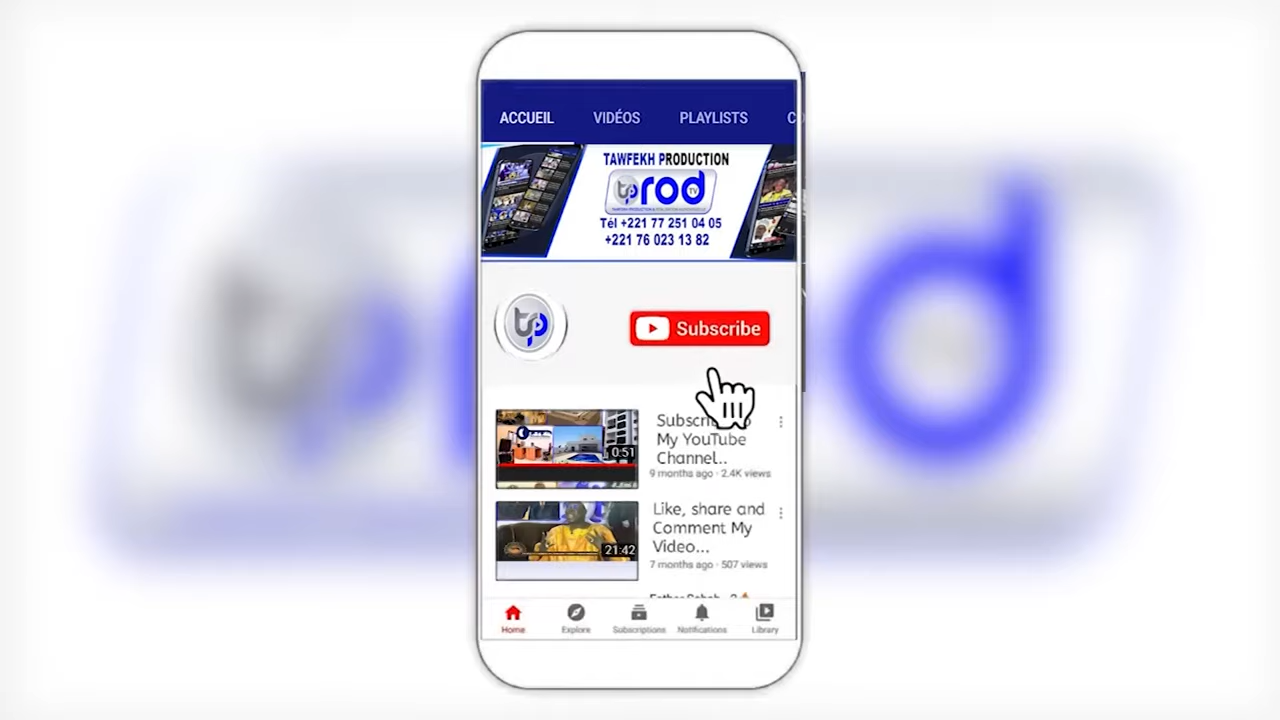 ACCUEIL VIDÉOS PLAYLISTS
TAWFEKH PRODUCTION
tprod TV
Tél +221 77 251 04 05
+221 76 023 13 82
tp
Subscribe
0:51
My YouTube
Channel..
9 months ago · 2.4K views
21:42
Like, share and
Comment My
Video...
7 months ago · 507 views
Home Explore Subscriptions Notifications Library